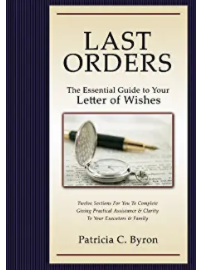 LAST
ORDERS
The Essential Guide to Your
Letter of Wishes
Twelve Sections For You To Complete
Giving Practical Assistance & Clarity
To Your Executors & Family
Patricia C. Byron